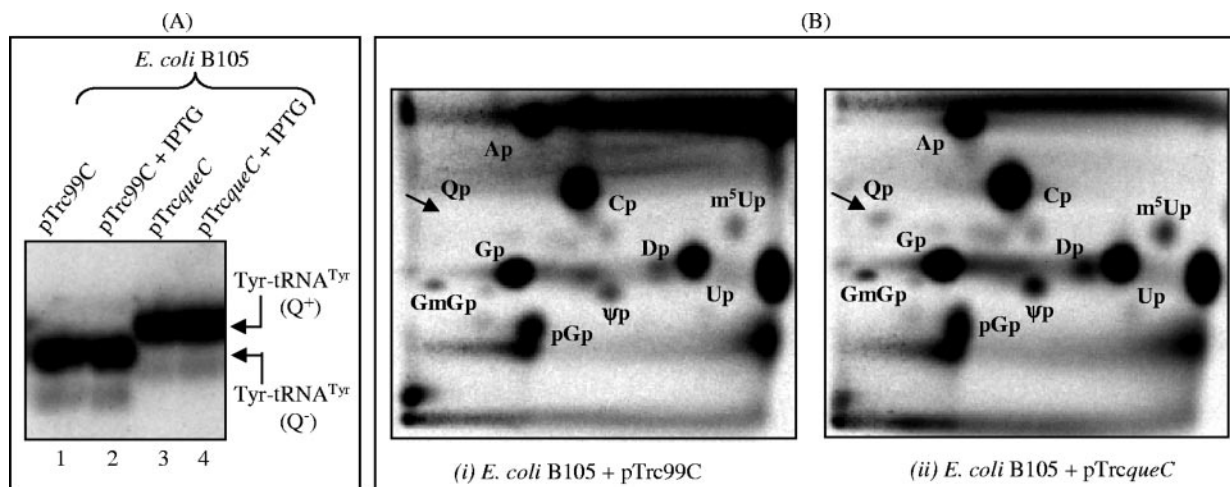 (A)
E. coli B105
pTrc99C
pTrc99C + IPTG
pTrcqueC
pTrcqueC + IPTG
Tyr-tRNAᵀʸʳ
(Q⁺)
Tyr-tRNAᵀʸʳ
(Q⁻)
1 2 3 4
(B)
Ap
Qp
Cp
m⁵Up
Gp
Dp
GmGp
Up
ψp
pGp
(i) E. coli B105 + pTrc99C
Ap
Qp
Cp
m⁵Up
Gp
Dp
GmGp
Up
ψp
pGp
(ii) E. coli B105 + pTrcqueC